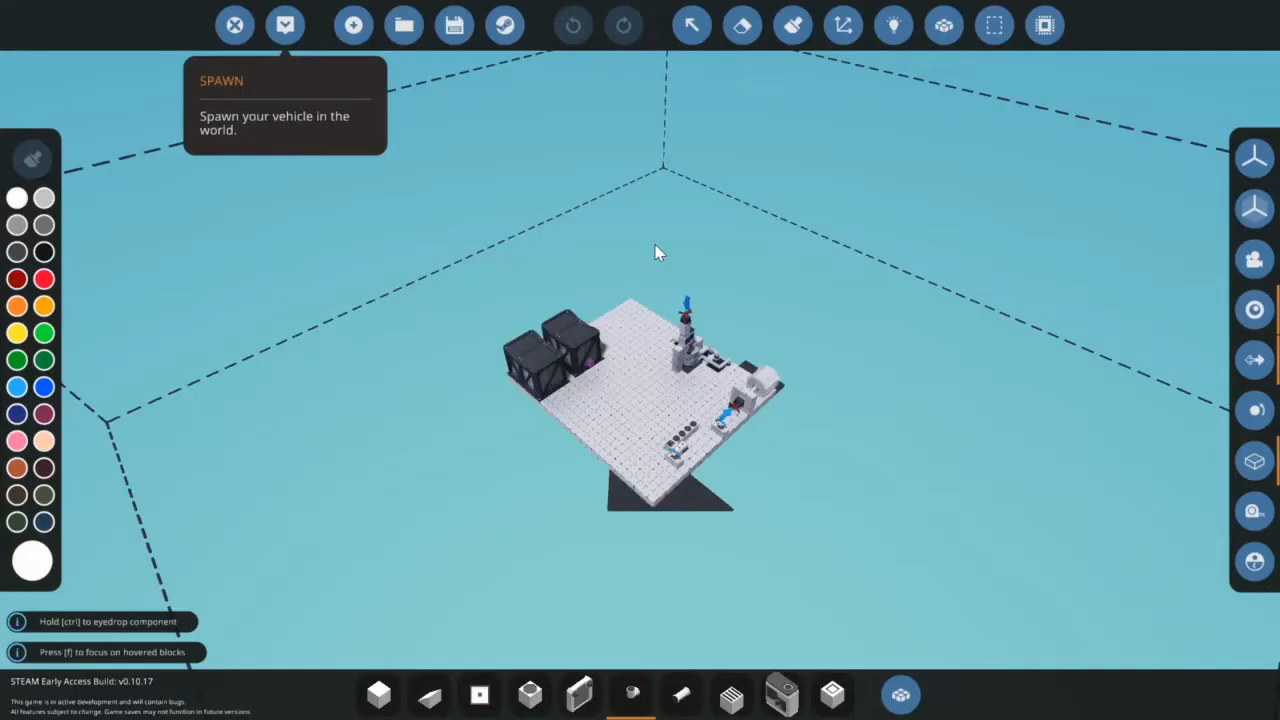 SPAWN
Spawn your vehicle in the
world.
Hold [ctrl] to eyedrop component
Press [f] to focus on hovered blocks
STEAM Early Access Build: v0.10.17
This game is in active development and will contain bugs.
All features subject to change. Game saves may not function in future versions.